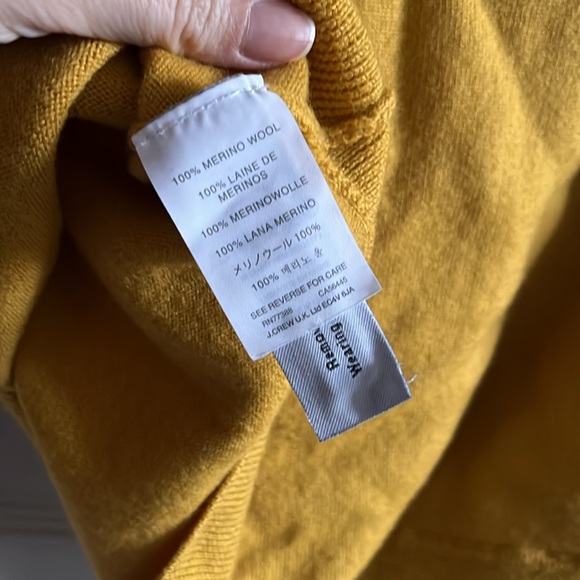 100% MERINO WOOL
100% LAINE DE
MERINOS
100% MERINOWOLLE
100% LANA MERINO
メリノウール 100%
100% 메리노 울
SEE REVERSE FOR CARE
RN77388 CA56445
J.CREW U.K. Ltd EC4V 6JA
Wearing